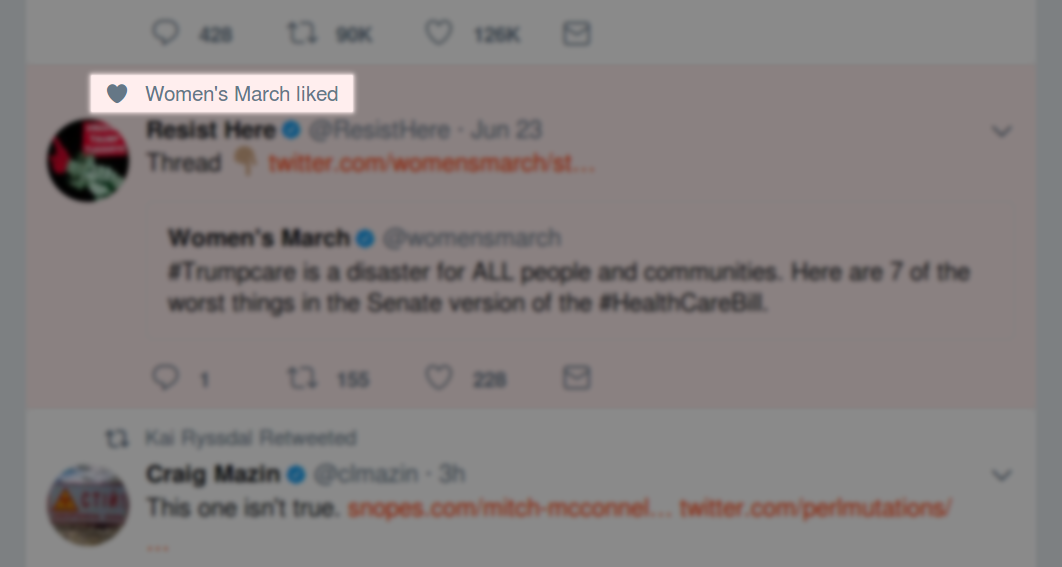 428 90K 126K
Women's March liked
Resist Here @ResistHere · Jun 23
Thread twitter.com/womensmarch/st…
Women's March @womensmarch
#Trumpcare is a disaster for ALL people and communities. Here are 7 of the
worst things in the Senate version of the #HealthCareBill.
1 155 228
Kai Ryssdal Retweeted
Craig Mazin @clmazin · 3h
This one isn't true. snopes.com/mitch-mcconnel… twitter.com/perlmutations/
…